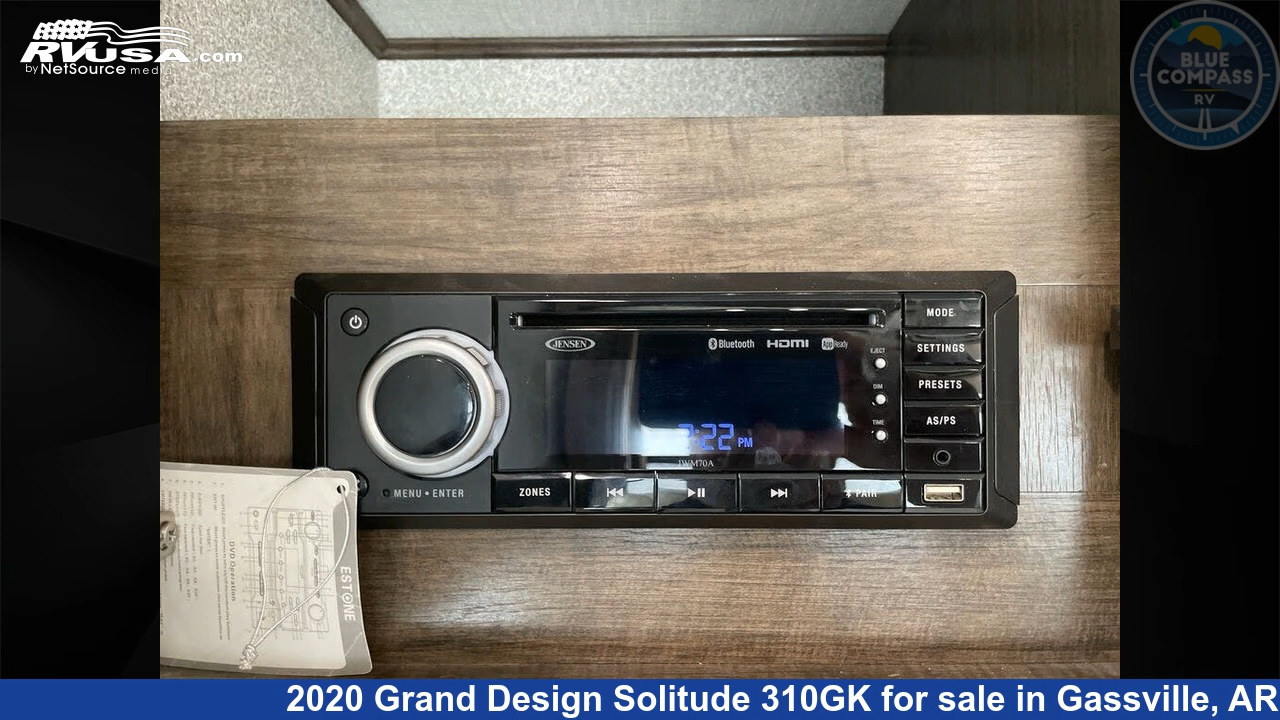 RVUSA.com
by NetSource media
BLUE
COMPASS
RV
JENSEN
Bluetooth
HDMI
App Ready
EJECT
DIM
TIME
MODE
SETTINGS
PRESETS
AS/PS
:22 PM
JWM70A
MENU • ENTER
ZONES
PAIR
ESTONE
DVD Operation
2020 Grand Design Solitude 310GK for sale in Gassville, AR